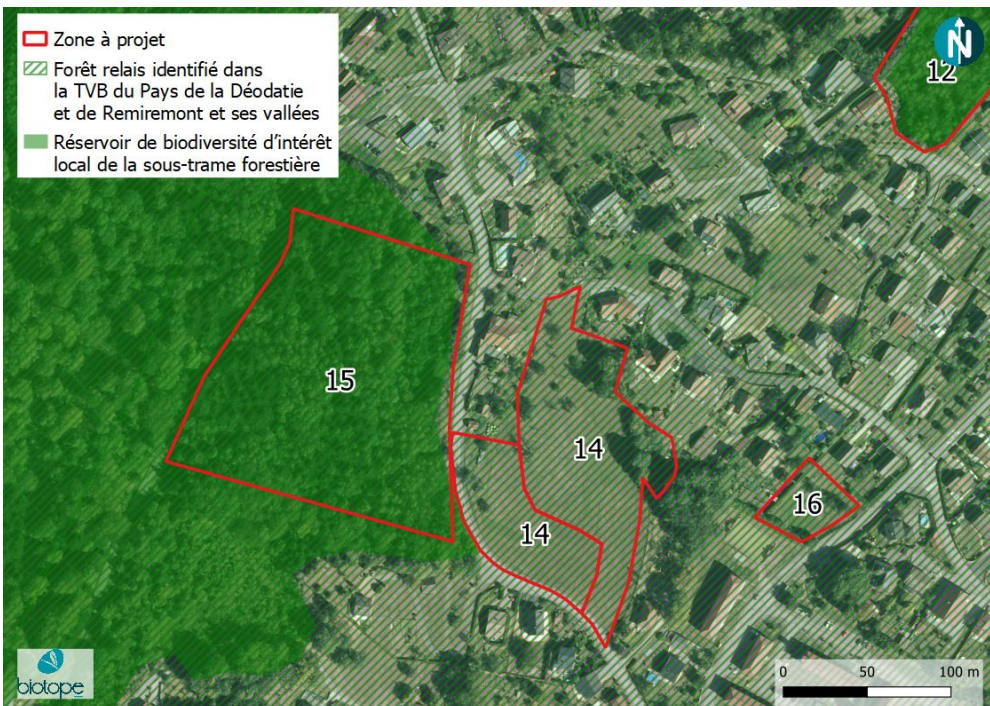 Zone à projet
Forêt relais identifié dans
la TVB du Pays de la Déodatie
et de Remiremont et ses vallées
Réservoir de biodiversité d'intérêt
local de la sous-trame forestière
N
12
15
14
16
14
biotope
0 50 100 m